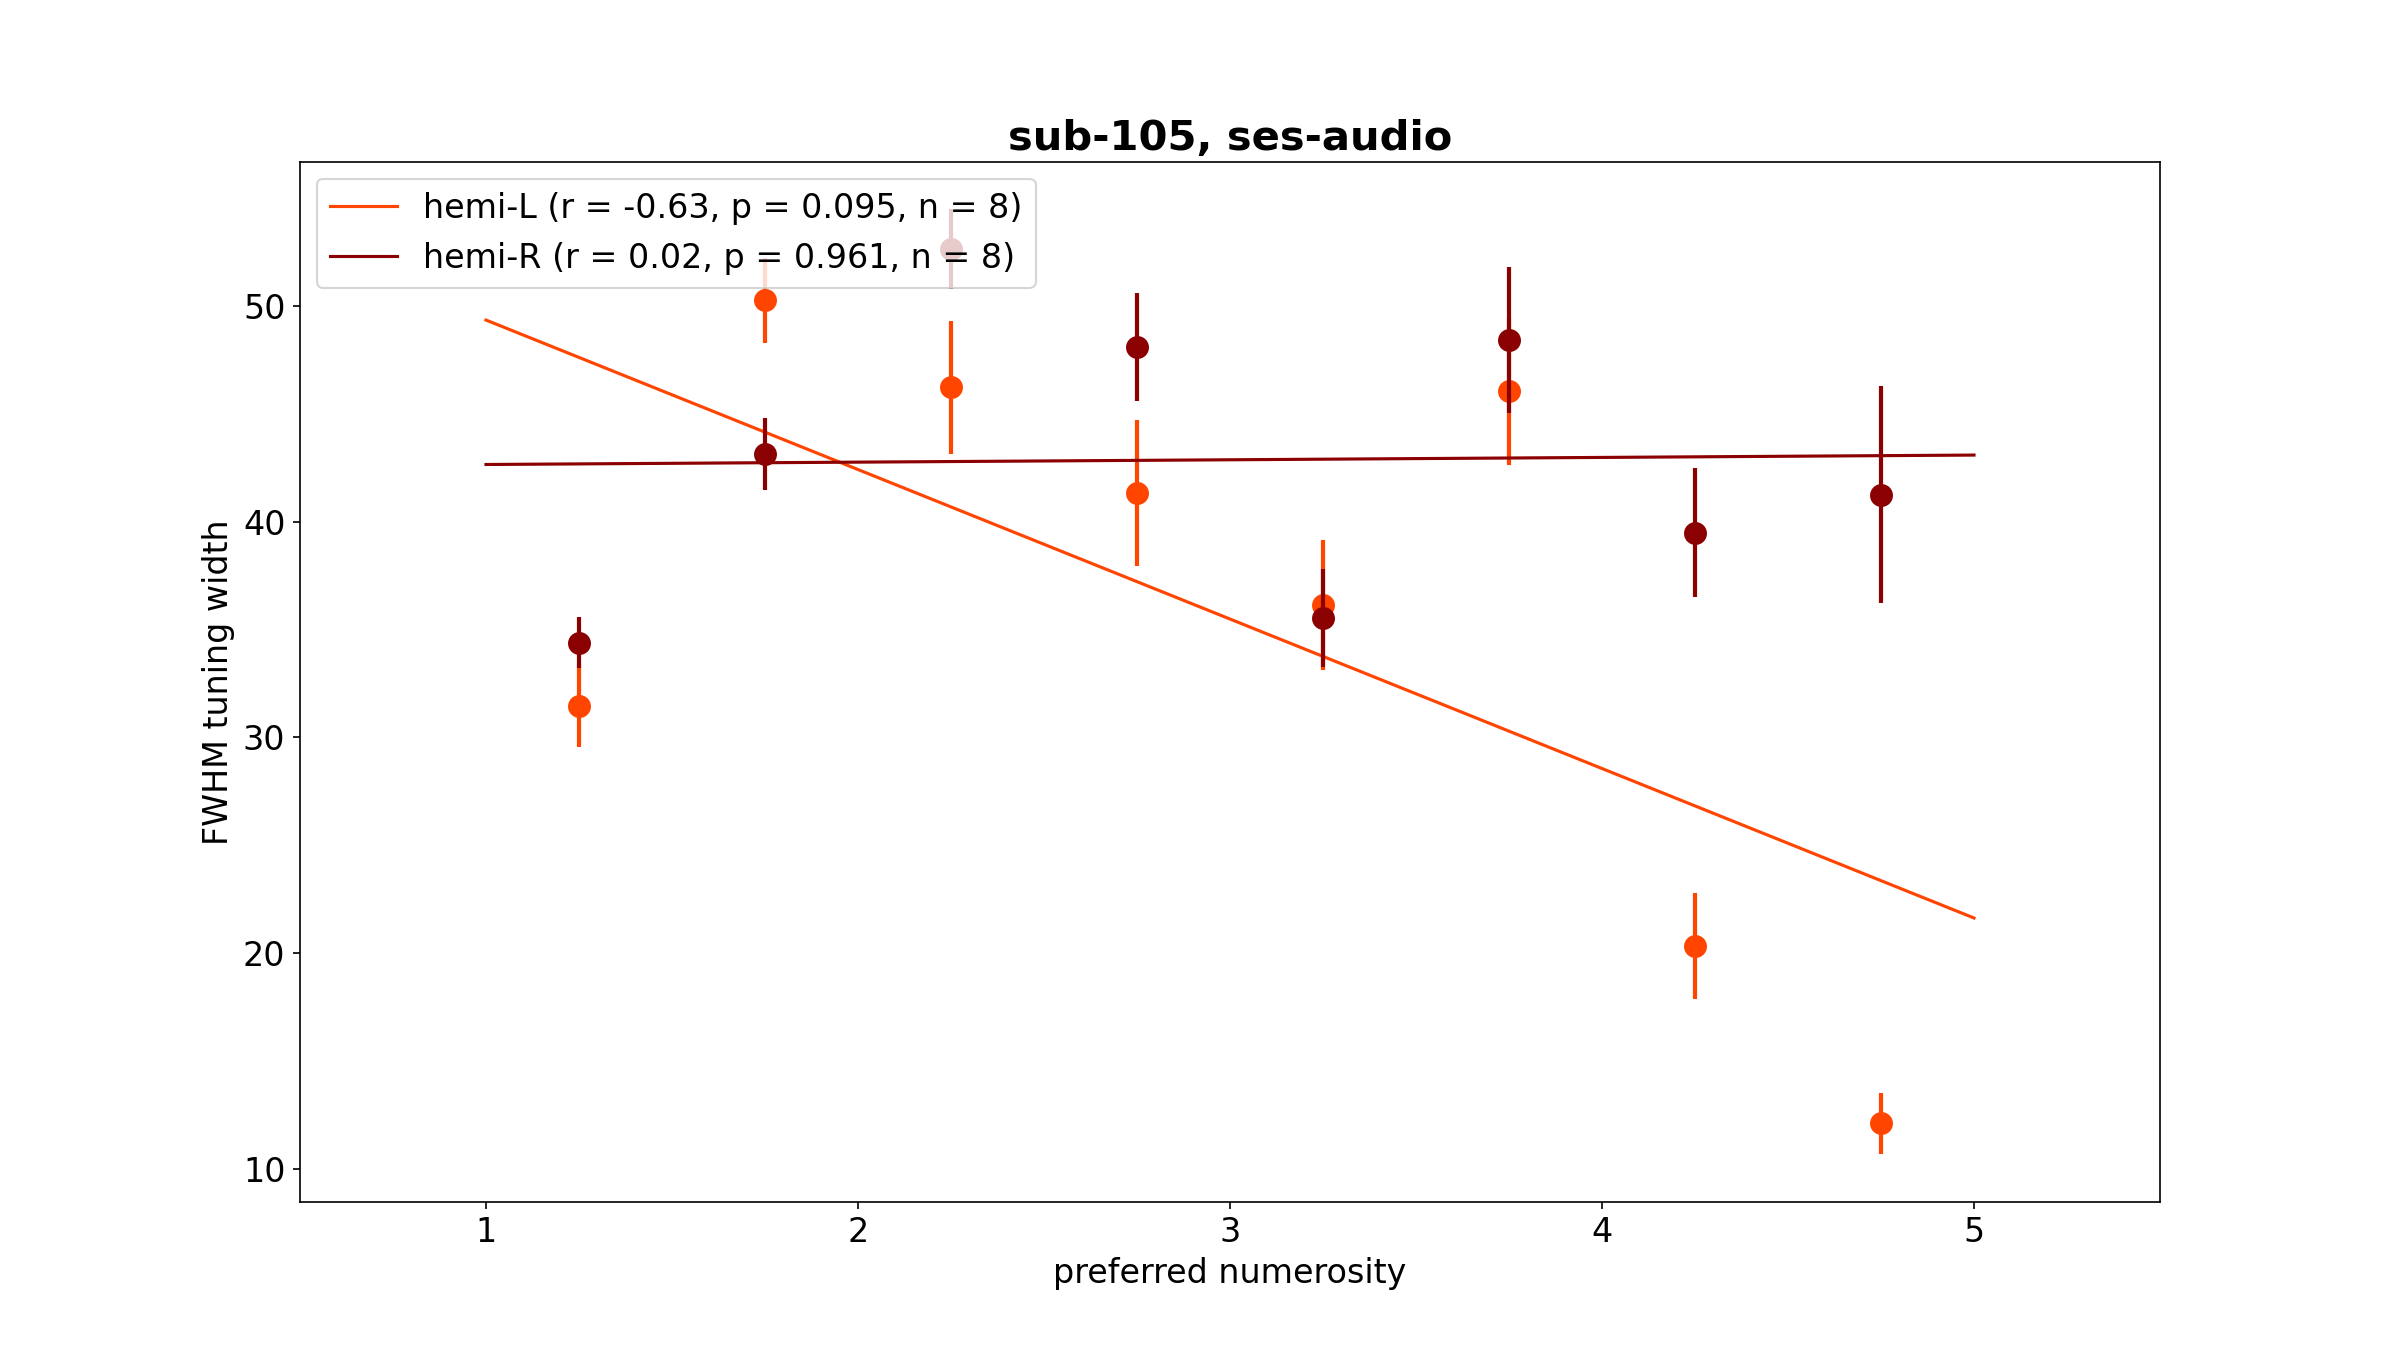 sub-105, ses-audio
hemi-L (r = -0.63, p = 0.095, n = 8)
hemi-R (r = 0.02, p = 0.961, n = 8)
50
40
30
20
10
FWHM tuning width
1 2 3 4 5
preferred numerosity